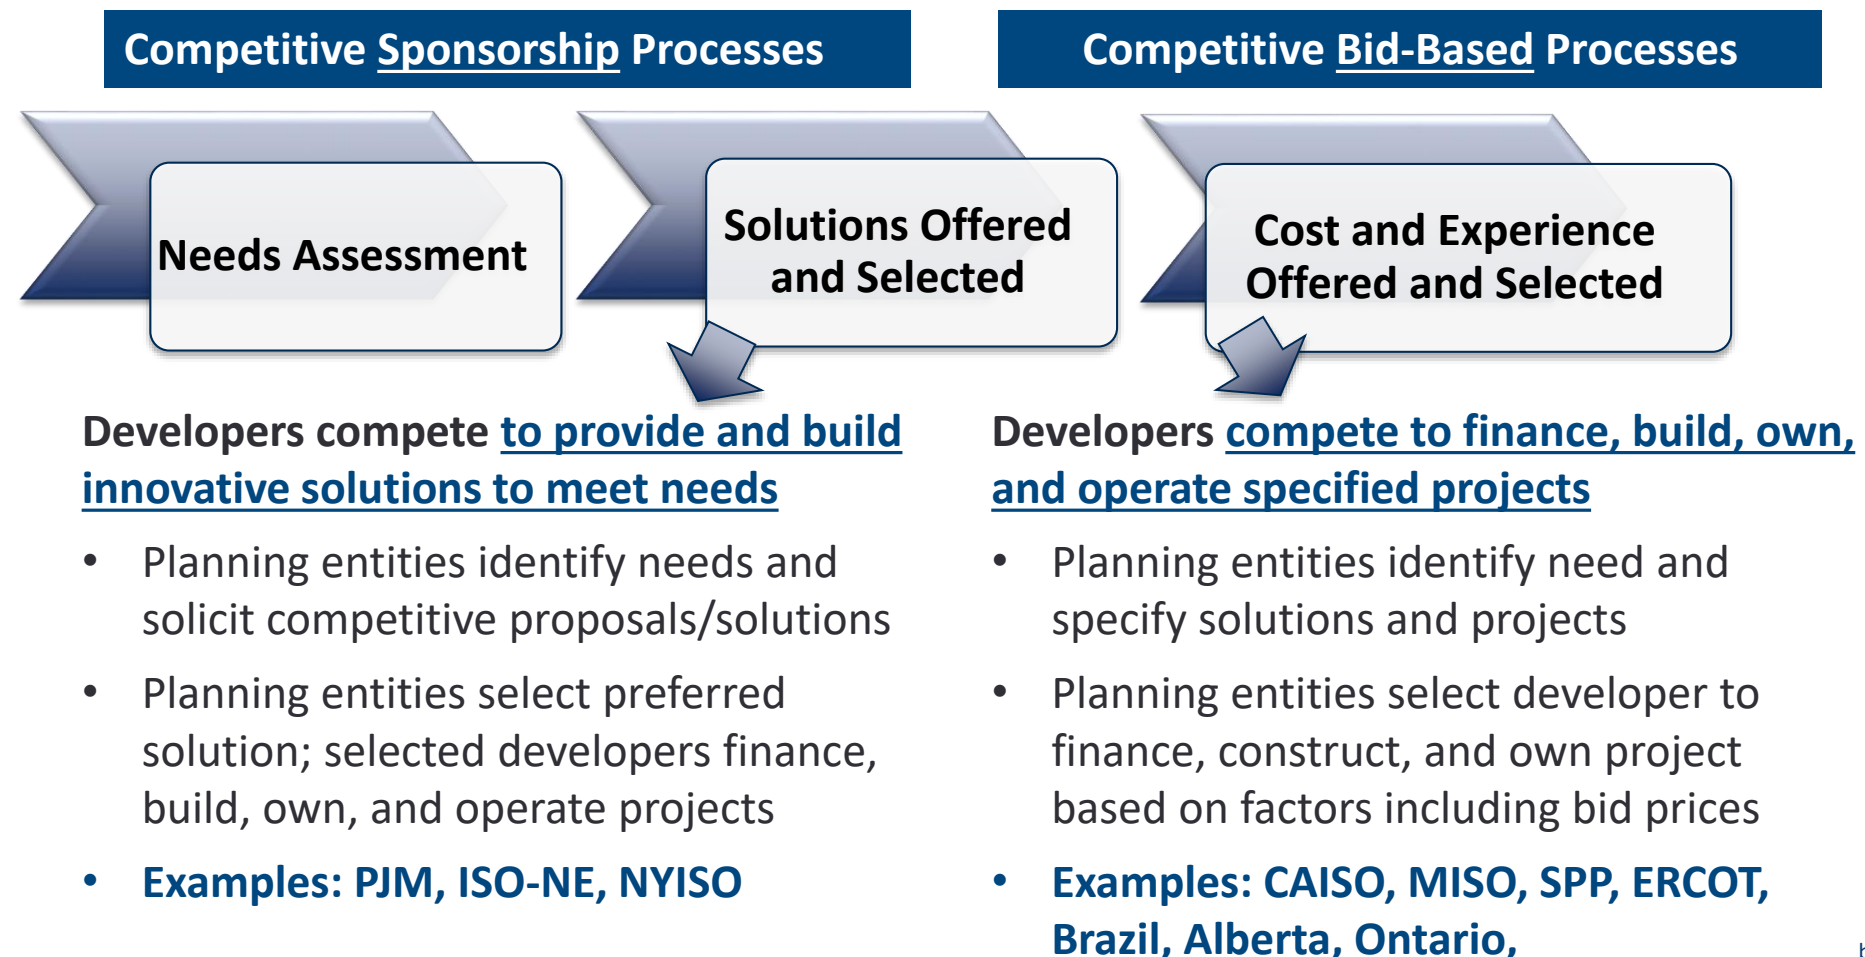 Competitive Sponsorship Processes
Competitive Bid-Based Processes
Needs Assessment
Solutions Offered
and Selected
Cost and Experience
Offered and Selected
Developers compete to provide and build
innovative solutions to meet needs
• Planning entities identify needs and
solicit competitive proposals/solutions
• Planning entities select preferred
solution; selected developers finance,
build, own, and operate projects
• Examples: PJM, ISO-NE, NYISO
Developers compete to finance, build, own,
and operate specified projects
• Planning entities identify need and
specify solutions and projects
• Planning entities select developer to
finance, construct, and own project
based on factors including bid prices
• Examples: CAISO, MISO, SPP, ERCOT,
Brazil, Alberta, Ontario,